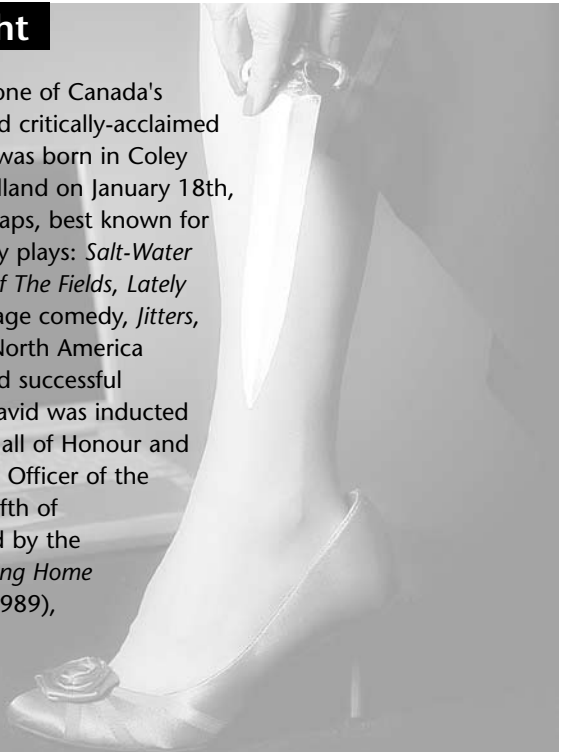 ht
one of Canada's
d critically-acclaimed
was born in Coley
lland on January 18th,
aps, best known for
y plays: Salt-Water
f The Fields, Lately
age comedy, Jitters,
North America
d successful
avid was inducted
all of Honour and
Officer of the
fth of
d by the
ng Home
989),